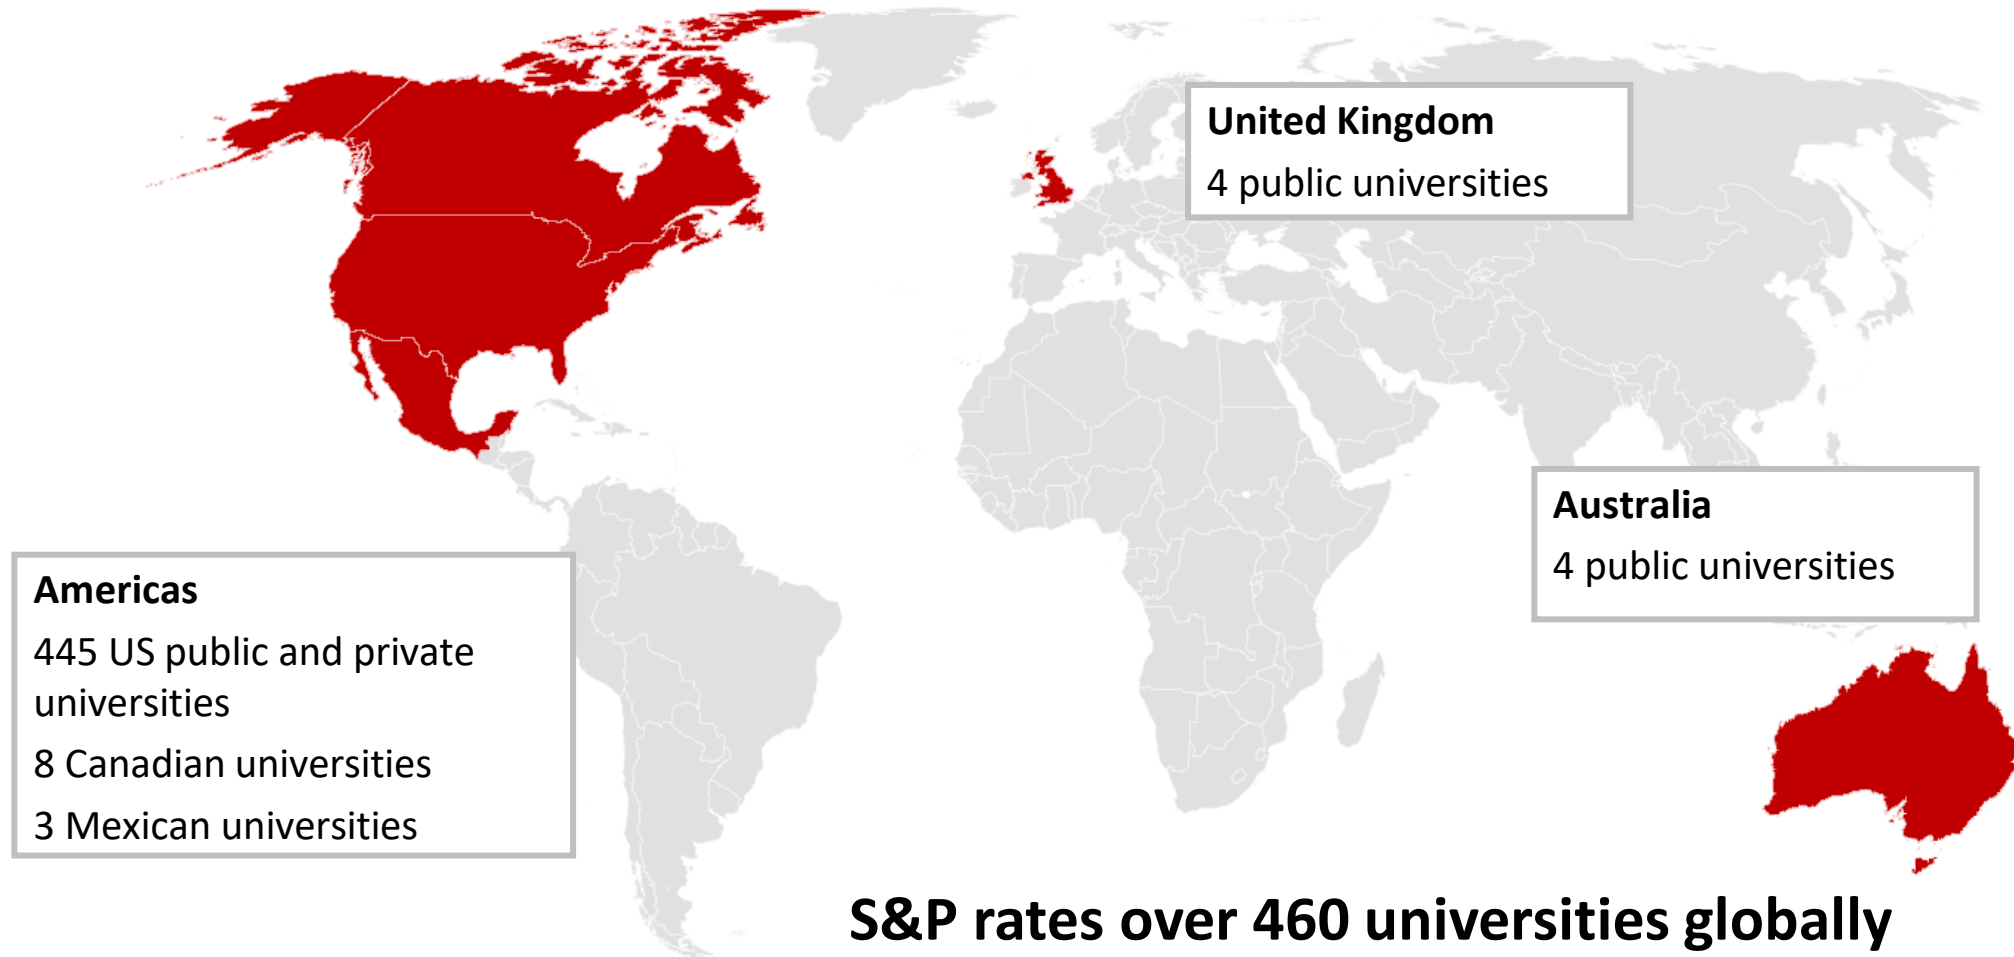 United Kingdom
4 public universities
Australia
4 public universities
Americas
445 US public and private
universities
8 Canadian universities
3 Mexican universities
S&P rates over 460 universities globally